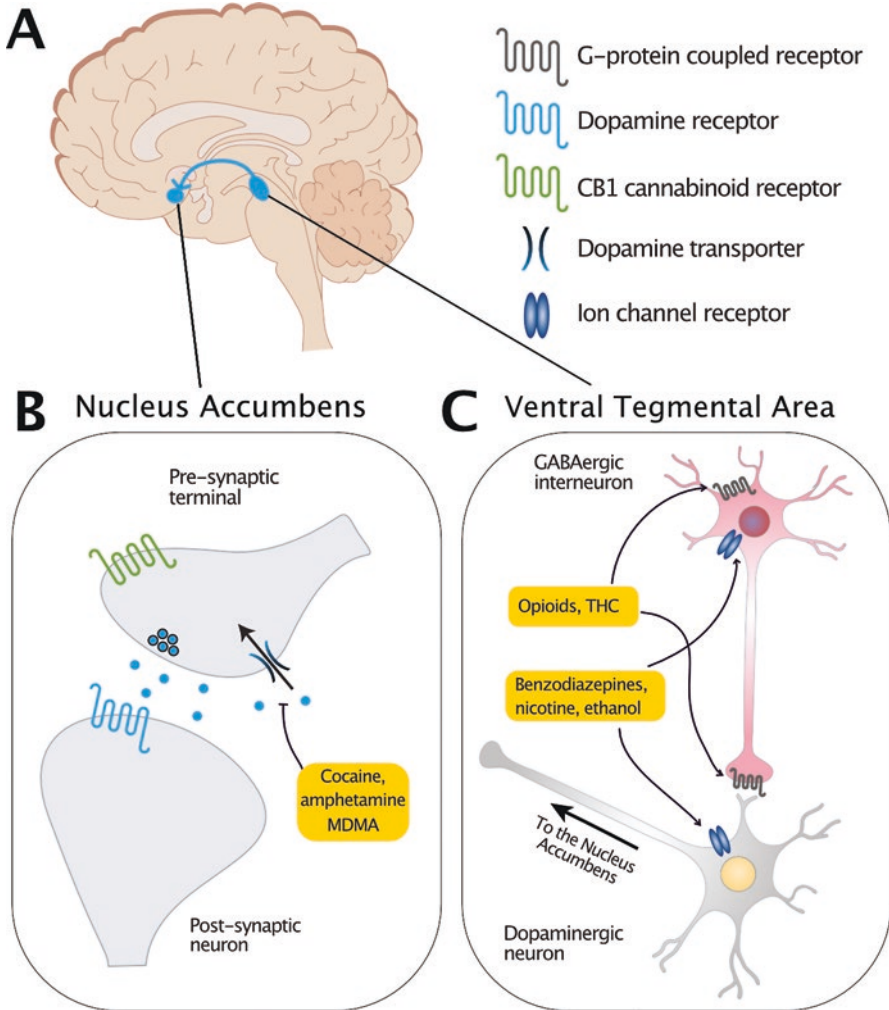 A
G-protein coupled receptor
Dopamine receptor
CB1 cannabinoid receptor
Dopamine transporter
Ion channel receptor
B Nucleus Accumbens
Pre-synaptic
terminal
Cocaine,
amphetamine
MDMA
Post-synaptic
neuron
C Ventral Tegmental Area
GABAergic
interneuron
Opioids, THC
Benzodiazepines,
nicotine, ethanol
To the Nucleus
Accumbens
Dopaminergic
neuron